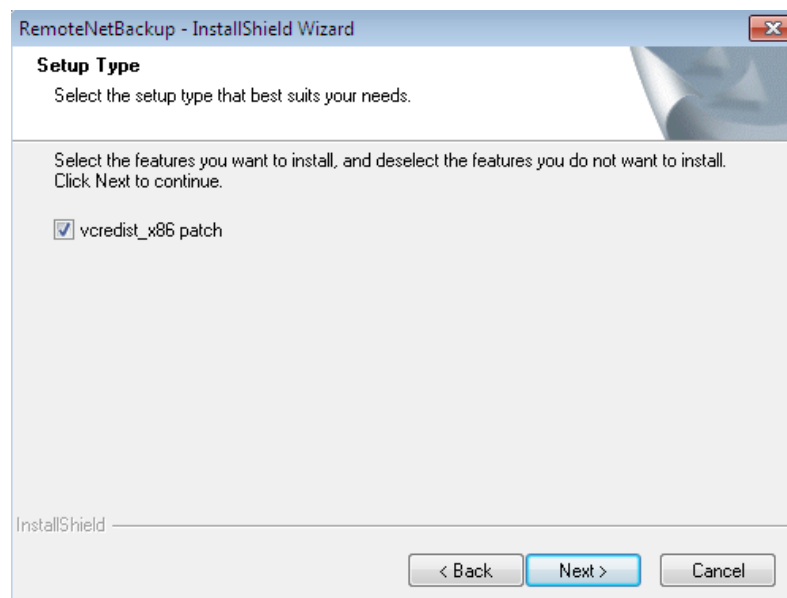 RemoteNetBackup - InstallShield Wizard
Setup Type
Select the setup type that best suits your needs.
Select the features you want to install, and deselect the features you do not want to install.
Click Next to continue.
vcredist_x86 patch
InstallShield
< Back Next > Cancel